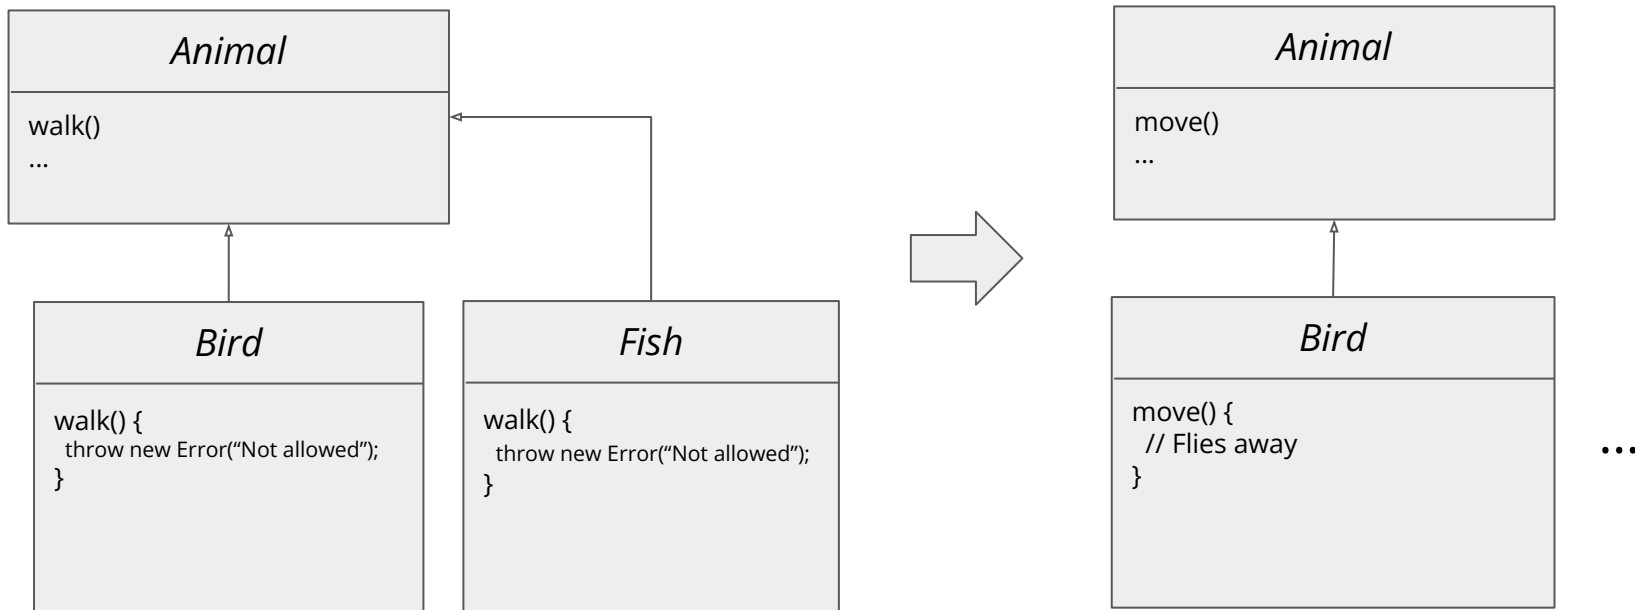 Animal
walk()
...
Bird
walk() {
throw new Error(“Not allowed”);
}
Fish
walk() {
throw new Error(“Not allowed”);
}
Animal
move()
...
Bird
move() {
// Flies away
}
...